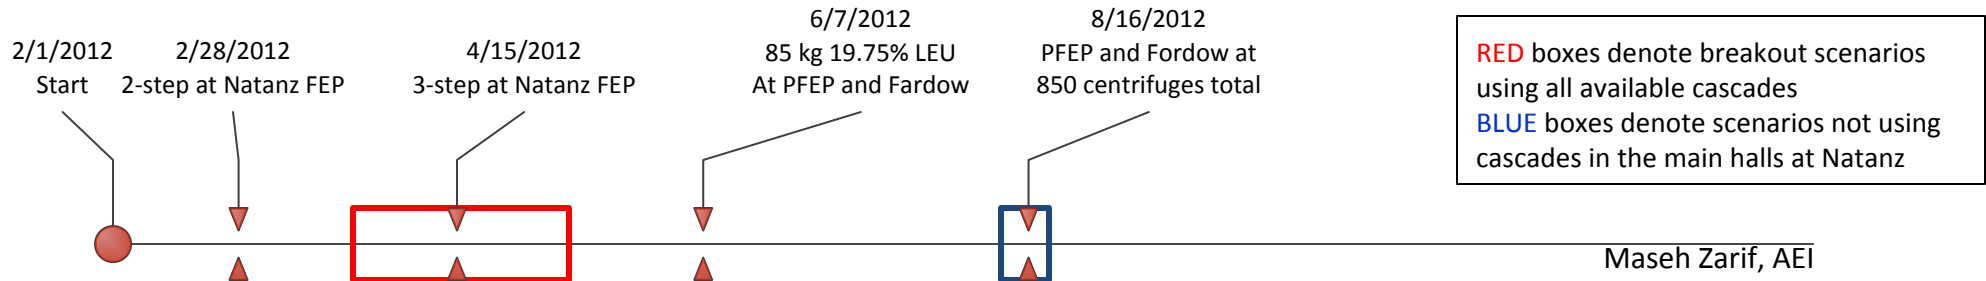 2/1/2012
Start
2/28/2012
2-step at Natanz FEP
4/15/2012
3-step at Natanz FEP
6/7/2012
85 kg 19.75% LEU
At PFEP and Fardow
8/16/2012
PFEP and Fordow at
850 centrifuges total
RED boxes denote breakout scenarios
using all available cascades
BLUE boxes denote scenarios not using
cascades in the main halls at Natanz
Maseh Zarif, AEI